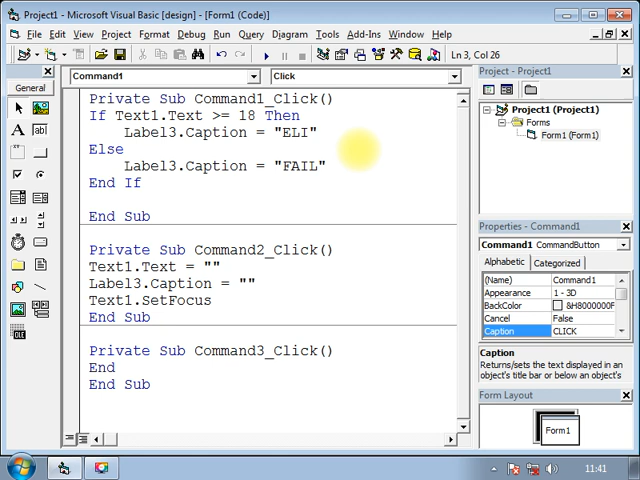 Project1 - Microsoft Visual Basic [design] - [Form1 (Code)]
File Edit View Project Format Debug Run Query Diagram Tools Add-Ins Window Help
Ln 3, Col 26
General
Command1 Click
Private Sub Command1_Click()
If Text1.Text >= 18 Then
Label3.Caption = "ELI"
Else
Label3.Caption = "FAIL"
End If
End Sub
Private Sub Command2_Click()
Text1.Text = ""
Label3.Caption = ""
Text1.SetFocus
End Sub
Private Sub Command3_Click()
End
End Sub
Project - Project1
Project1 (Project1)
Forms
Form1 (Form1)
Properties - Command1
Command1 CommandButton
Alphabetic Categorized
(Name) Command1
Appearance 1 - 3D
BackColor &H8000000F
Cancel False
Caption CLICK
Caption
Returns/sets the text displayed in an object's title bar or below an object's
Form Layout
Form1
11:41